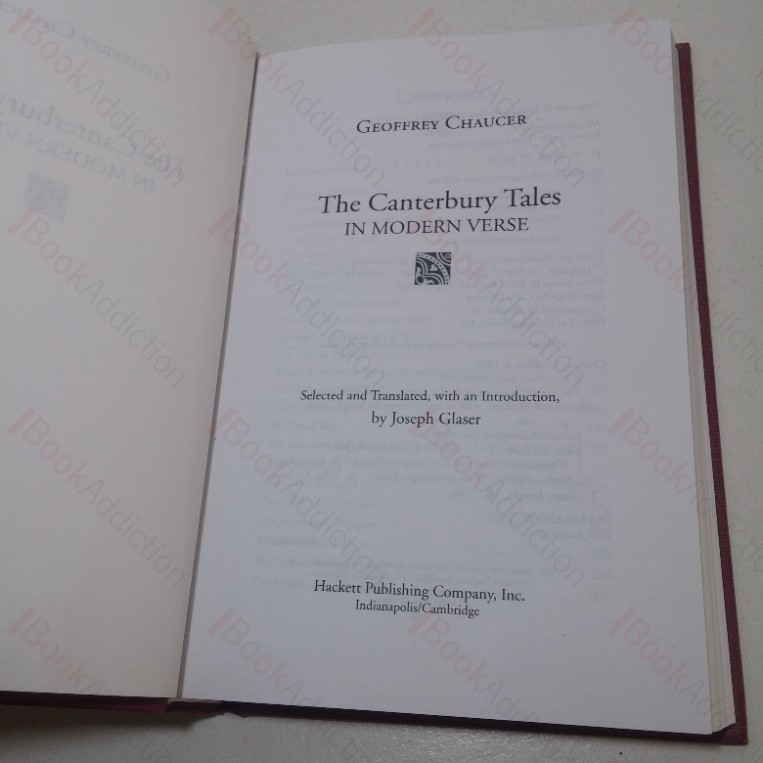 GEOFFREY CHAUCER
The Canterbury Tales
IN MODERN VERSE
Selected and Translated, with an Introduction,
by Joseph Glaser
Hackett Publishing Company, Inc.
Indianapolis/Cambridge
BookAddiction